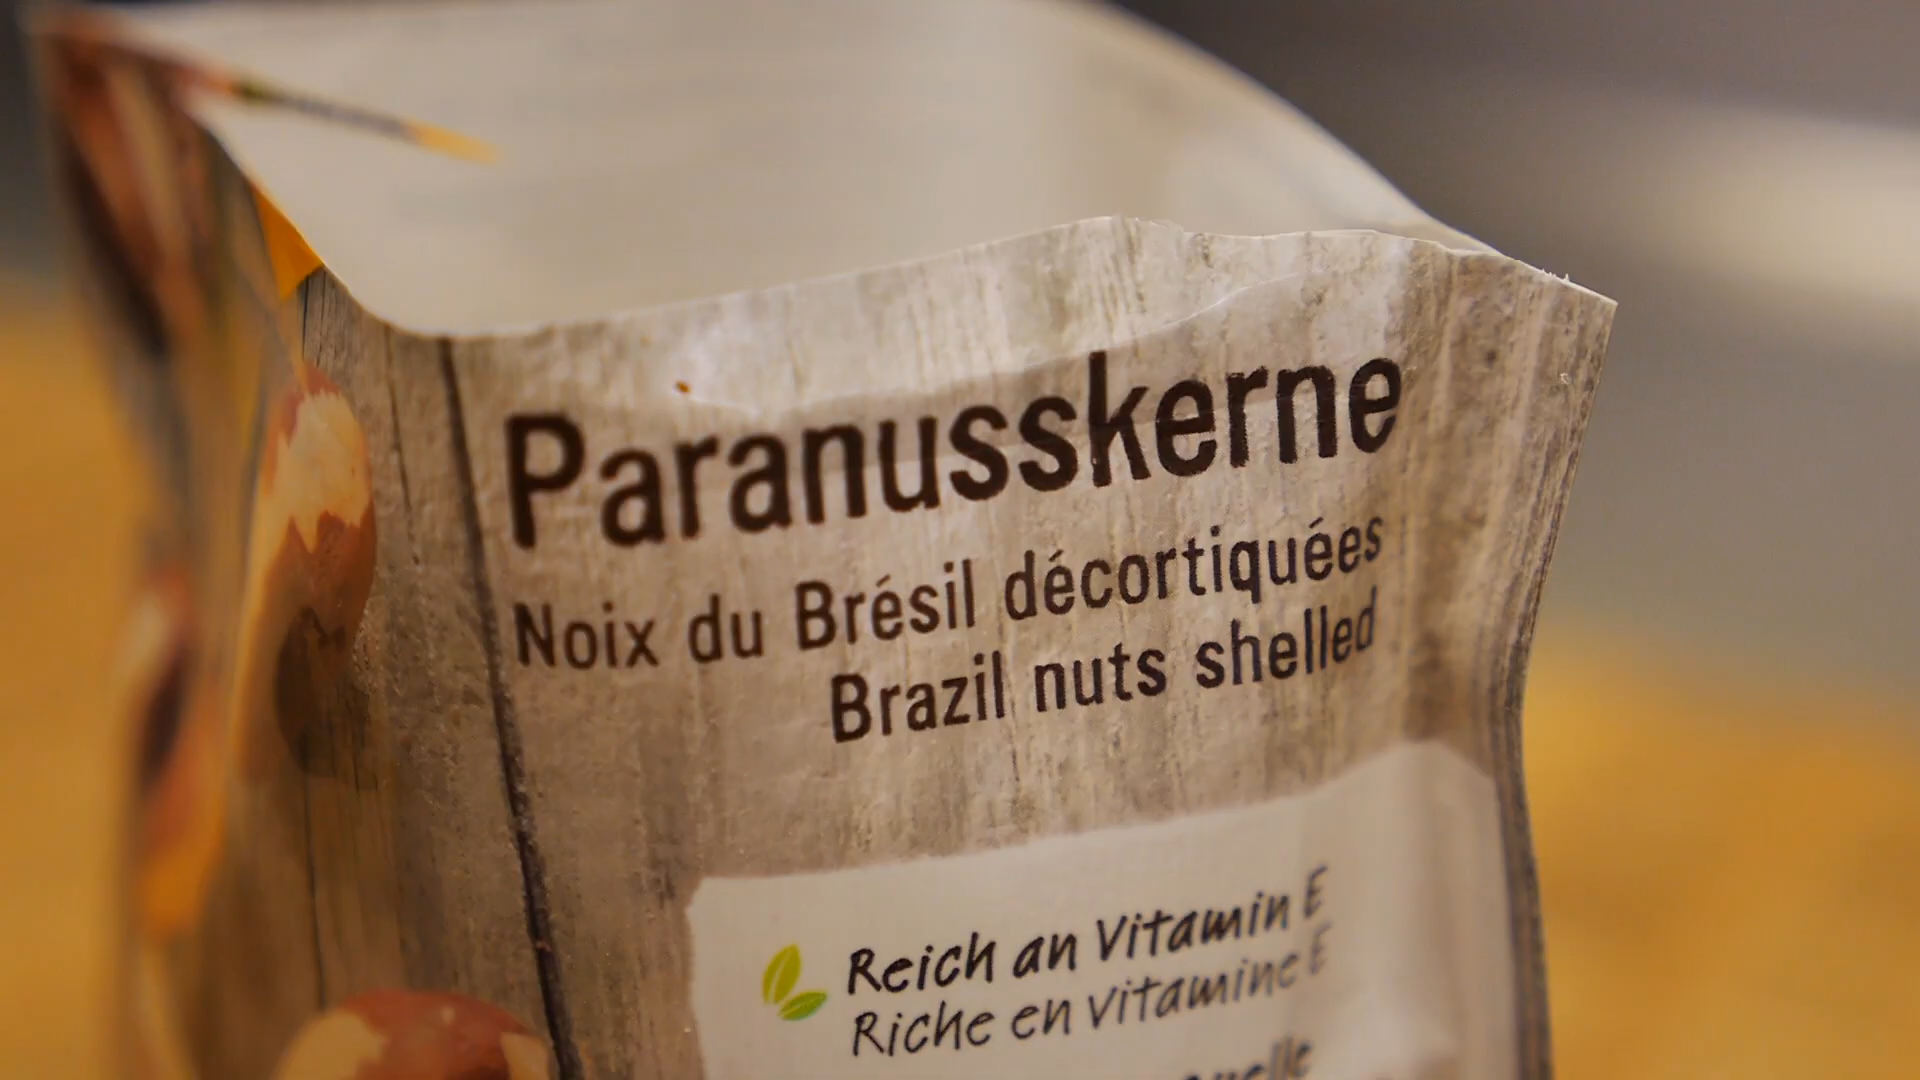 Paranusskerne
Noix du Brésil décortiquées
Brazil nuts shelled
Reich an Vitamin E
Riche en vitamine E